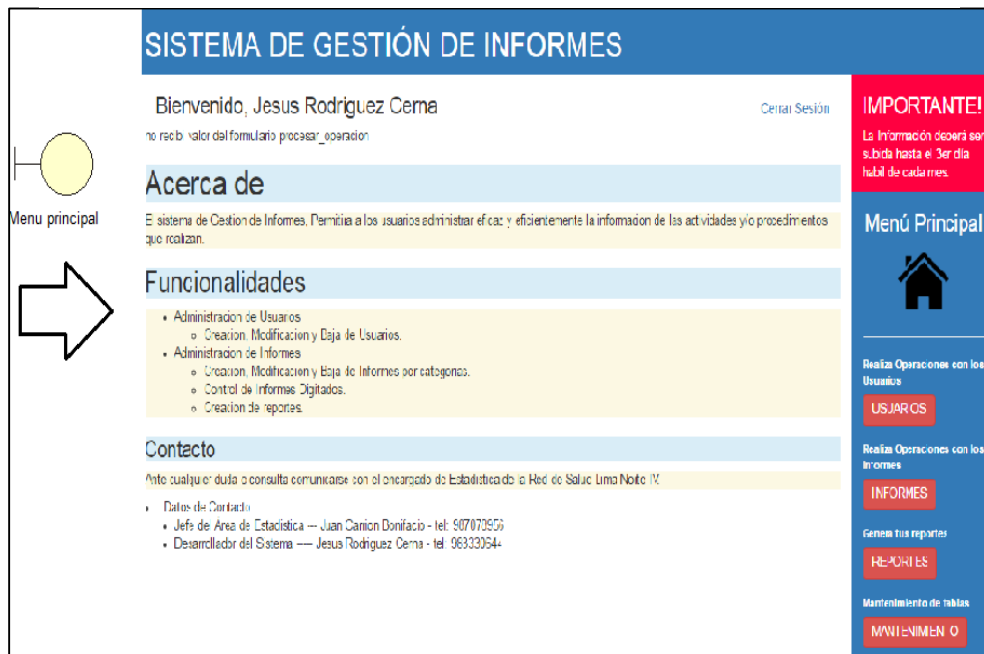 SISTEMA DE GESTIÓN DE INFORMES
Bienvenido, Jesus Rodriguez Cerna
Cerrar Sesión
no recibi valor del formulario procesar_operacion
Menu principal
Acerca de
El sistema de Gestion de Informes, Permitira a los usuarios administrar eficaz y eficientemente la informacion de las actividades y/o procedimientos
que realizan.
Funcionalidades
Administracion de Usuarios
Creacion, Modificacion y Baja de Usuarios.
Administracion de Informes
Creacion, Modificacion y Baja de Informes por categorias.
Control de Informes Digitados.
Creacion de reportes.
Contacto
Ante cualquier duda o consulta comunicarse con el encargado de Estadistica de la Red de Salud Lima Norte IV.
Datos de Contacto
Jefe de Area de Estadistica --- Juan Carrion Bonifacio - tel:
Desarrollador del Sistema ---- Jesus Rodriguez Cerna - tel:
IMPORTANTE!
La Información deberá ser
subida hasta el 3er día
habil de cada mes.
Menú Principal
Realiza Operaciones con los
Usuarios
USUARIOS
Realiza Operaciones con los
Informes
INFORMES
Genera tus reportes
REPORTES
Mantenimiento de tablas
MANTENIMIENTO